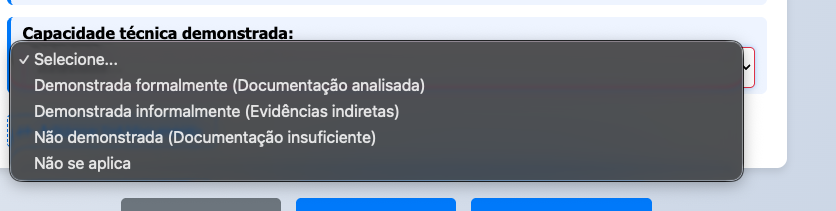 Capacidade técnica demonstrada:
✓ Selecione...
Demonstrada formalmente (Documentação analisada)
Demonstrada informalmente (Evidências indiretas)
Não demonstrada (Documentação insuficiente)
Não se aplica